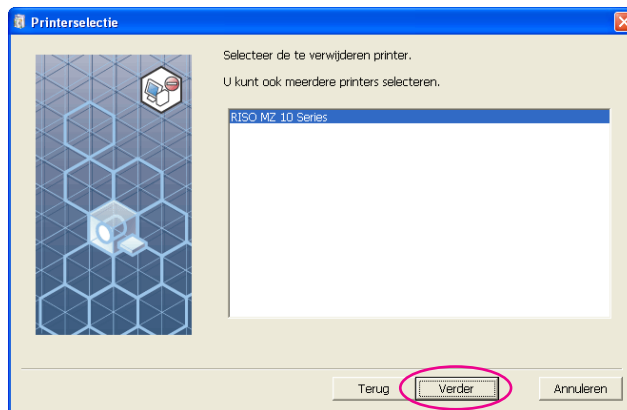 Printerselectie
Selecteer de te verwijderen printer.
U kunt ook meerdere printers selecteren.
RISO MZ 10 Series
Terug
Verder
Annuleren